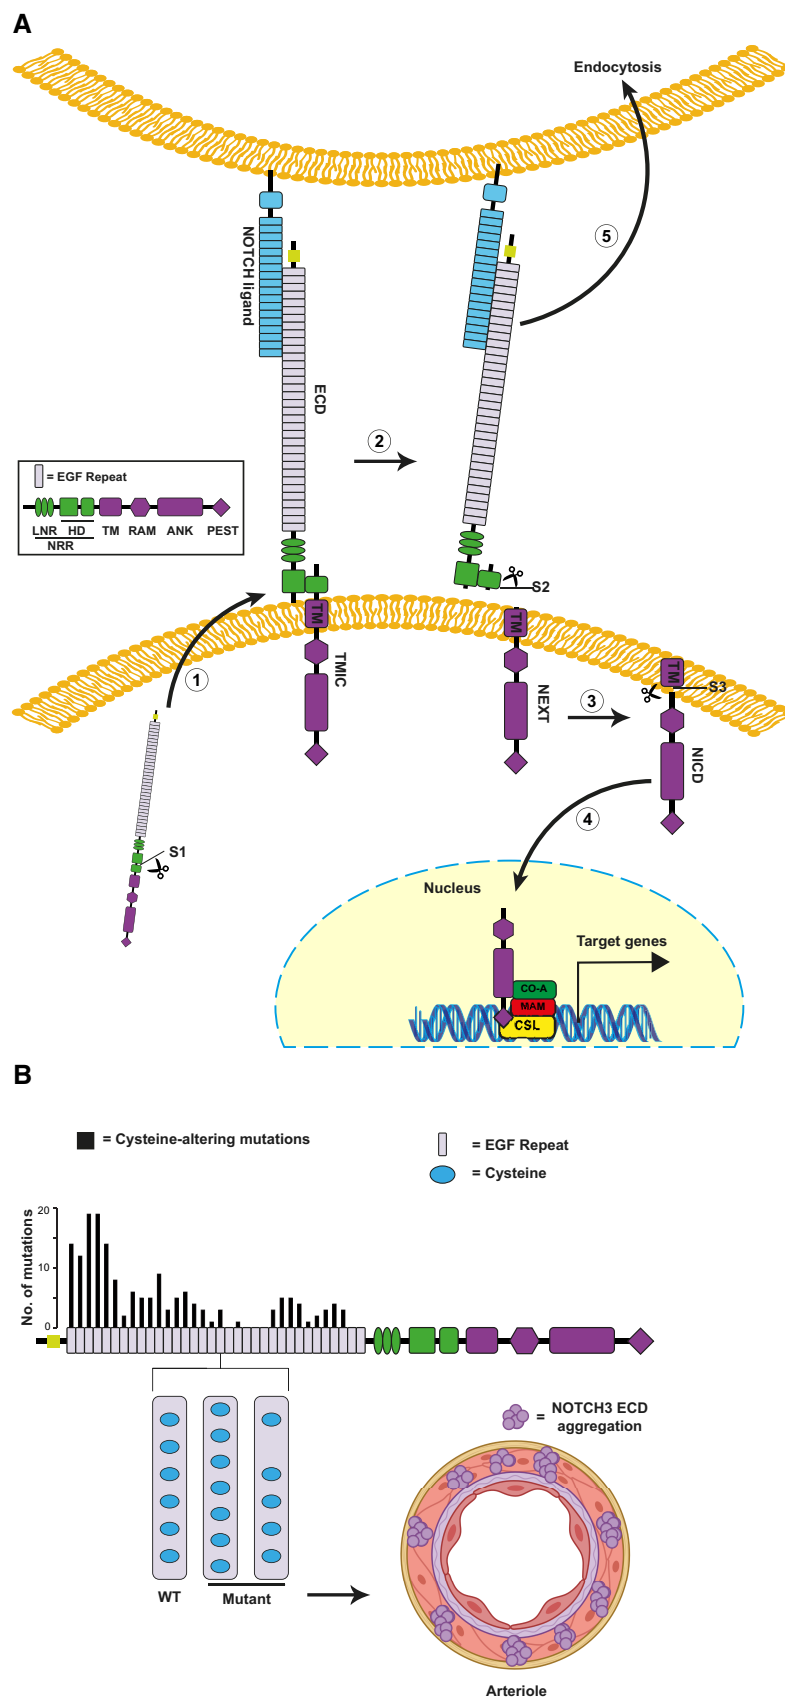 A
Endocytosis
5
NOTCH ligand
ECD
2
= EGF Repeat
LNR HD TM RAM ANK PEST
NRR
S2
TM
TM
TM
S3
1
TMIC
NEXT
3
NICD
S1
4
Nucleus
Target genes
CO-A
MAM
CSL
B
= Cysteine-altering mutations
= EGF Repeat
= Cysteine
No. of mutations
20
10
0
= NOTCH3 ECD
aggregation
WT
Mutant
Arteriole